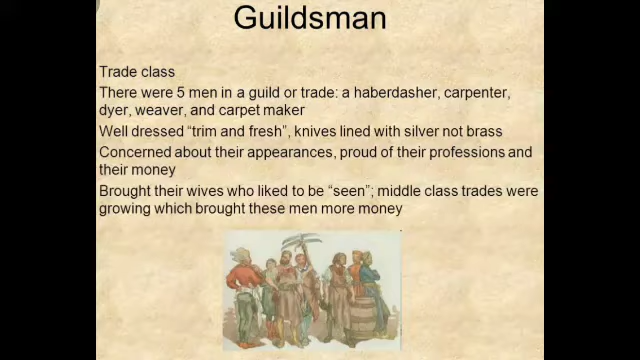 Guildsman
Trade class
There were 5 men in a guild or trade: a haberdasher, carpenter,
dyer, weaver, and carpet maker
Well dressed “trim and fresh”, knives lined with silver not brass
Concerned about their appearances, proud of their professions and
their money
Brought their wives who liked to be “seen”; middle class trades were
growing which brought these men more money